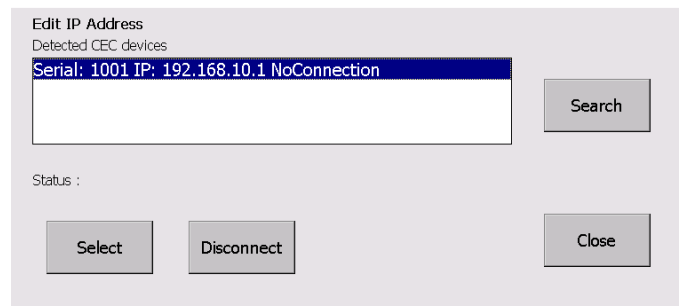 Edit IP Address
Detected CEC devices
Serial: 1001 IP: 192.168.10.1 NoConnection
Search
Status :
Select
Disconnect
Close